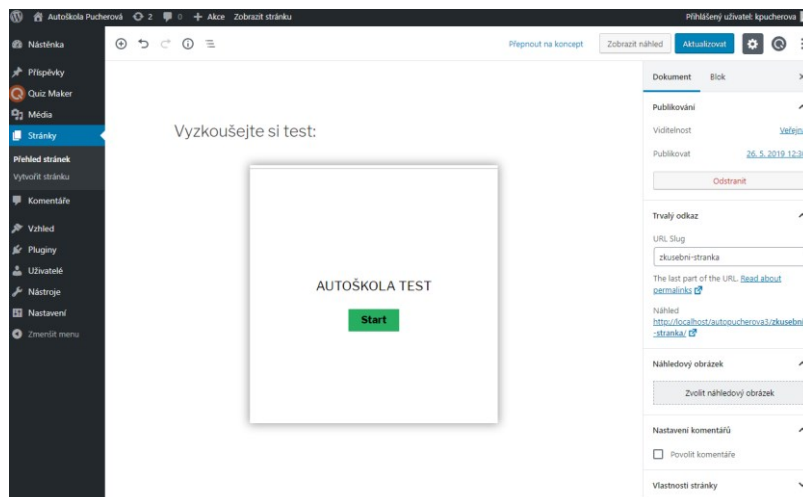 Autoškola Pucherová 2 0 + Akce Zobrazit stránku Přihlášený uživatel: kpucherova
Nástěnka
Příspěvky
Quiz Maker
Média
Stránky
Přehled stránek
Vytvořit stránku
Komentáře
Vzhled
Pluginy
Uživatelé
Nástroje
Nastavení
Zmenšit menu
Přepnout na koncept Zobrazit náhled Aktualizovat
Vyzkoušejte si test:
AUTOŠKOLA TEST
Start
Dokument Blok
Publikování
Viditelnost Veřejn
Publikovat 26. 5. 2019 12:3
Odstranit
Trvalý odkaz
URL Slug
zkusebni-stranka
The last part of the URL. Read about
permalinks
Náhled
http://localhost/autopucherova3/zkusebni
-stranka/
Náhledový obrázek
Zvolit náhledový obrázek
Nastavení komentářů
Povolit komentáře
Vlastnosti stránky